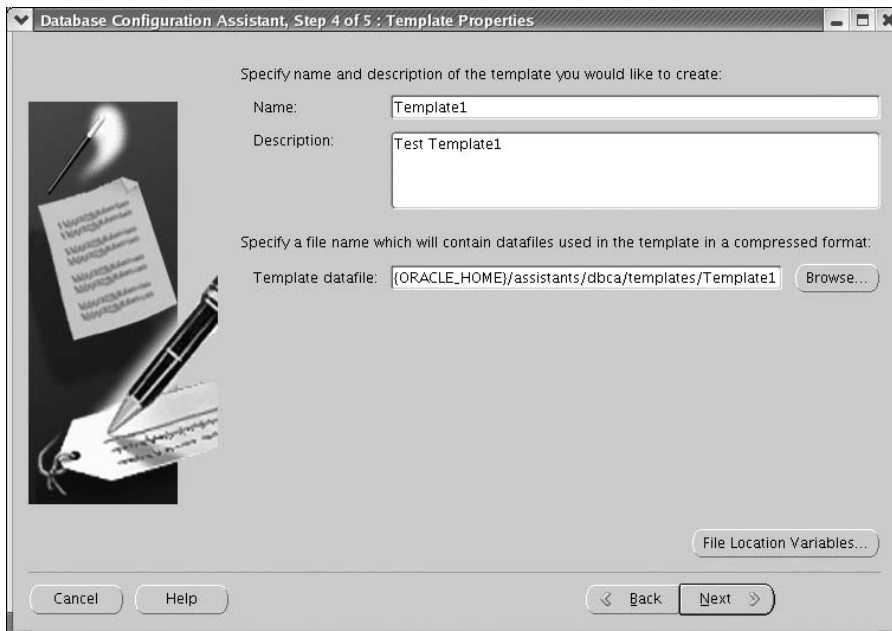 Database Configuration Assistant, Step 4 of 5 : Template Properties
Specify name and description of the template you would like to create:
Name:
Template1
Description:
Test Template1
Specify a file name which will contain datafiles used in the template in a compressed format:
Template datafile:
{ORACLE_HOME}/assistants/dbca/templates/Template1
Browse...
File Location Variables...
Cancel
Help
Back
Next